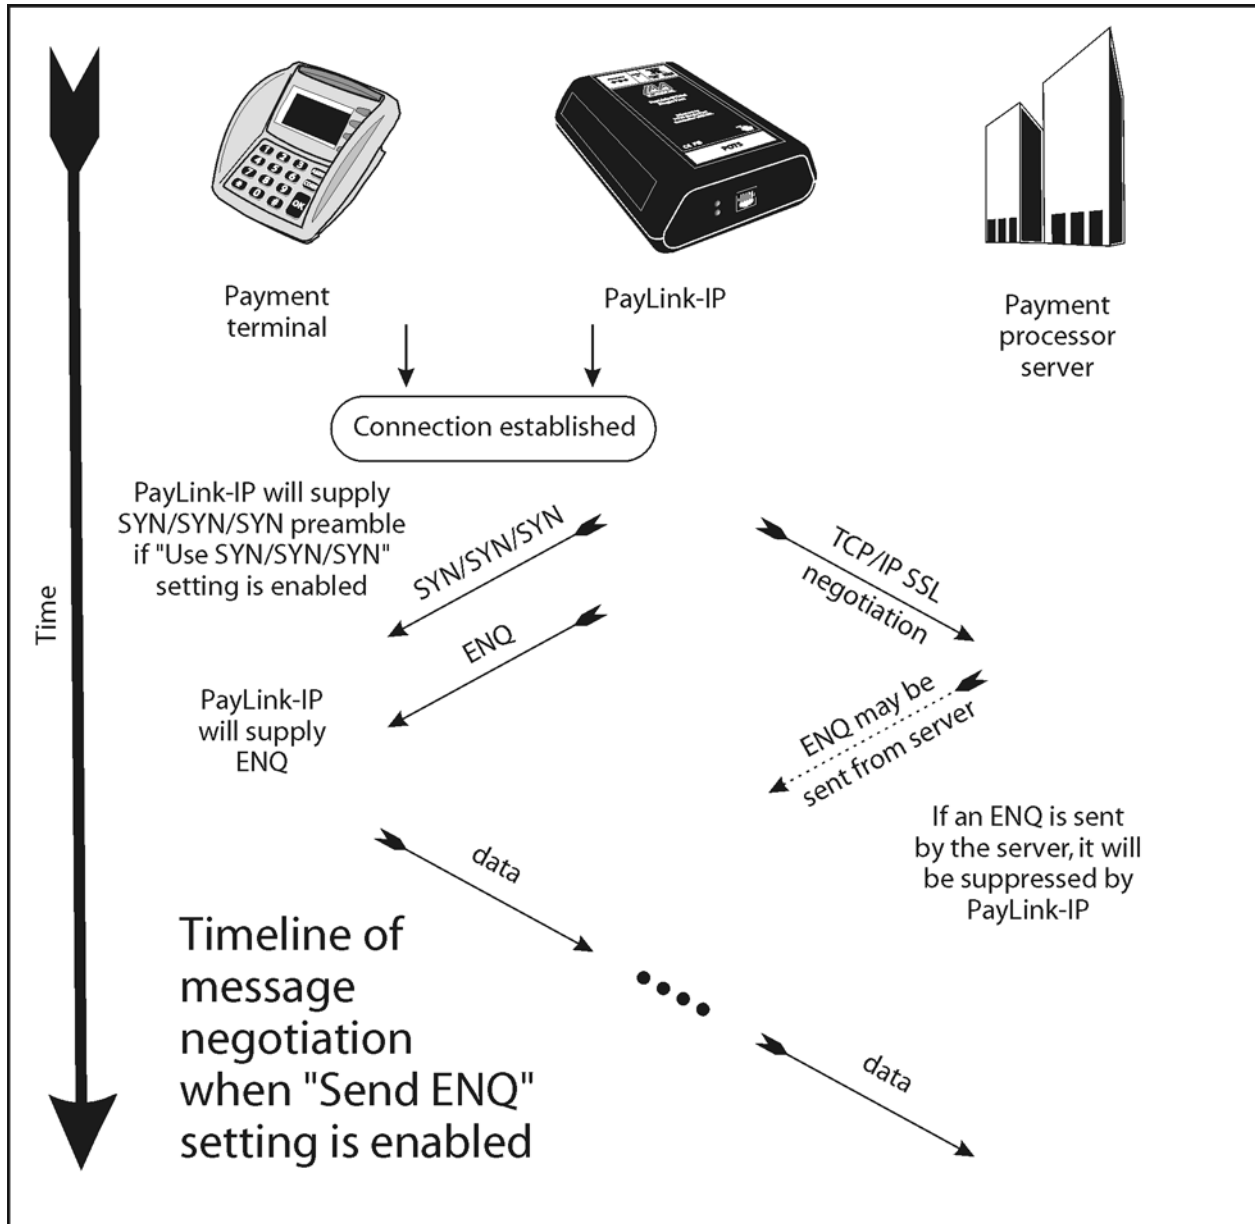 POTS
OK
Payment
terminal
PayLink-IP
Payment
processor
server
Connection established
PayLink-IP will supply
SYN/SYN/SYN preamble
if "Use SYN/SYN/SYN"
setting is enabled
SYN/SYN/SYN
TCP/IP SSL
negotiation
Time
ENQ
PayLink-IP
will supply
ENQ
ENQ may be
sent from server
If an ENQ is sent
by the server, it will
be suppressed by
PayLink-IP
data
Timeline of
message
negotiation
when "Send ENQ"
setting is enabled
data